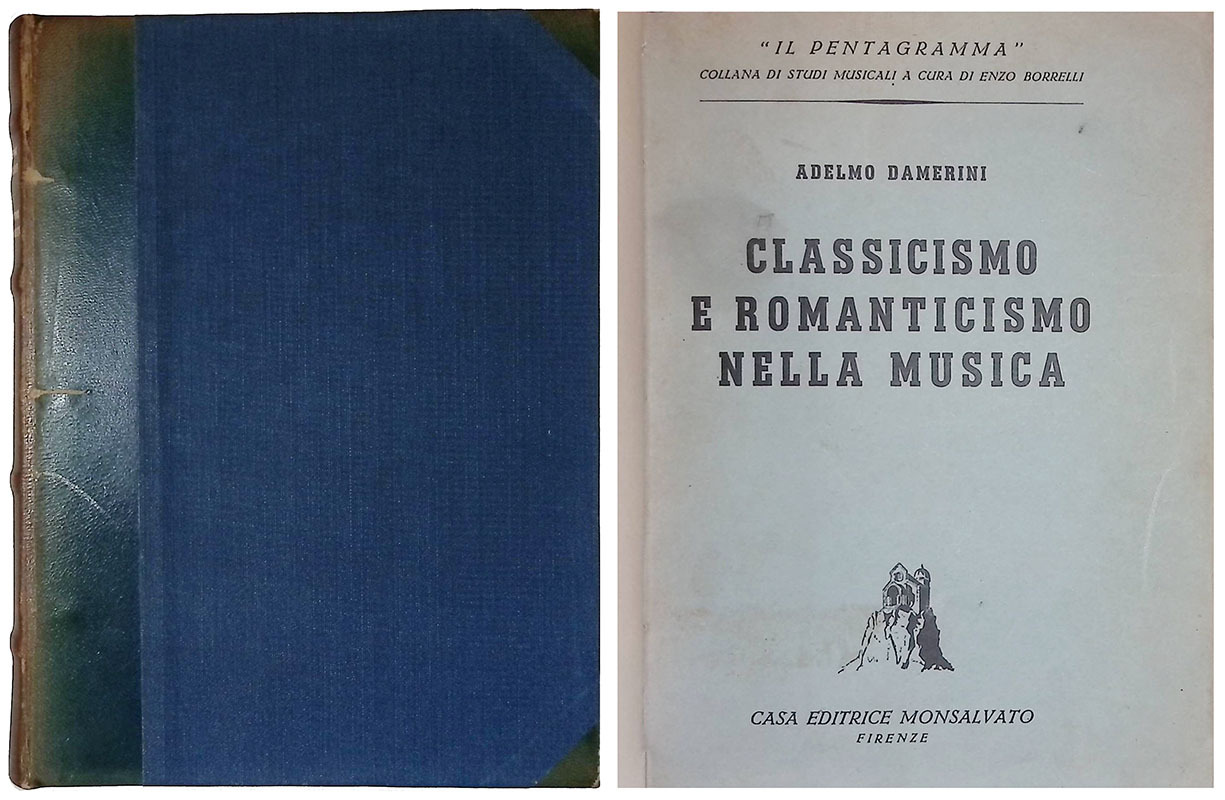 "IL PENTAGRAMMA"
COLLANA DI STUDI MUSICALI A CURA DI ENZO BORRELLI
ADELMO DAMERINI
CLASSICISMO
E ROMANTICISMO
NELLA MUSICA
CASA EDITRICE MONSALVATO
FIRENZE